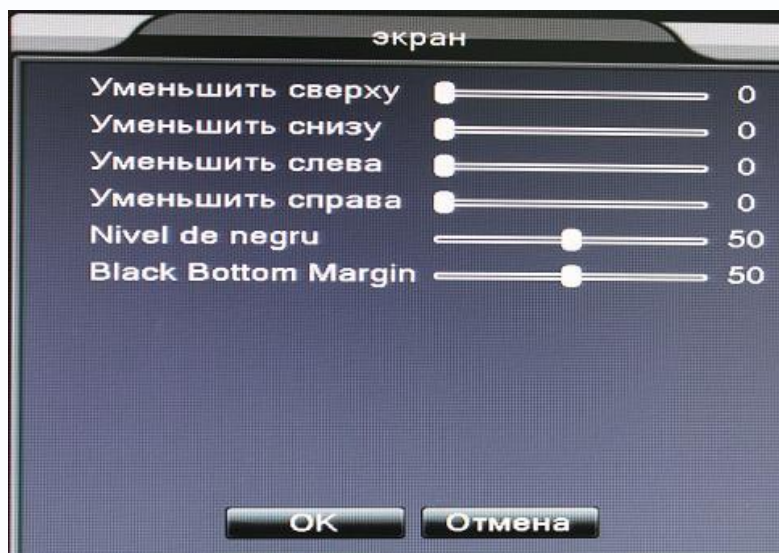 экран
Уменьшить сверху 0
Уменьшить снизу 0
Уменьшить слева 0
Уменьшить справа 0
Nivel de negru 50
Black Bottom Margin 50
OK Отмена